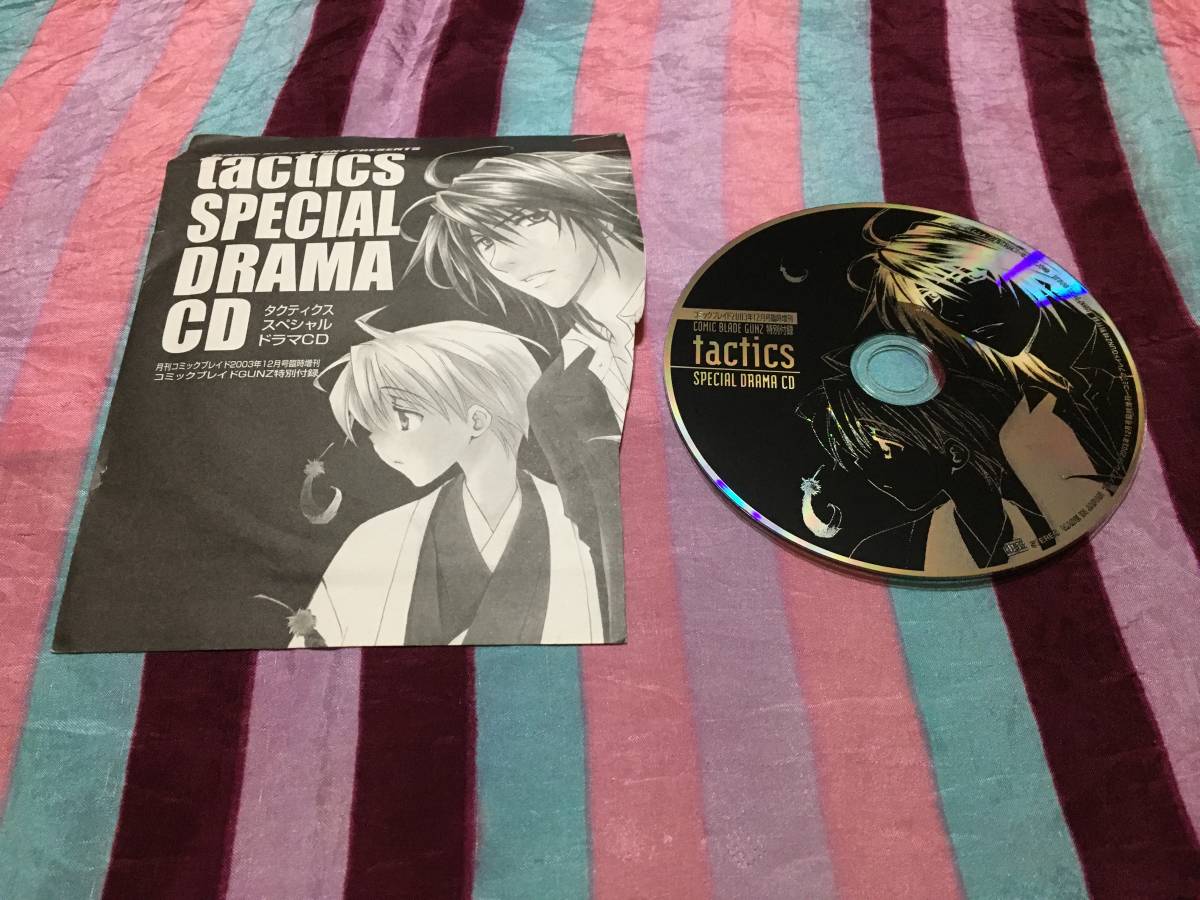 tactics
SPECIAL
DRAMA
CD
タクティクス
スペシャル
ドラマCD
月刊コミックブレイド2003年12月号臨時増刊
コミックブレイドGUNZ特別付録
コミックブレイド2003年12月号臨時増刊
COMIC BLADE GUNZ 特別付録
tactics
SPECIAL DRAMA CD
STEREO MADE IN JAPAN